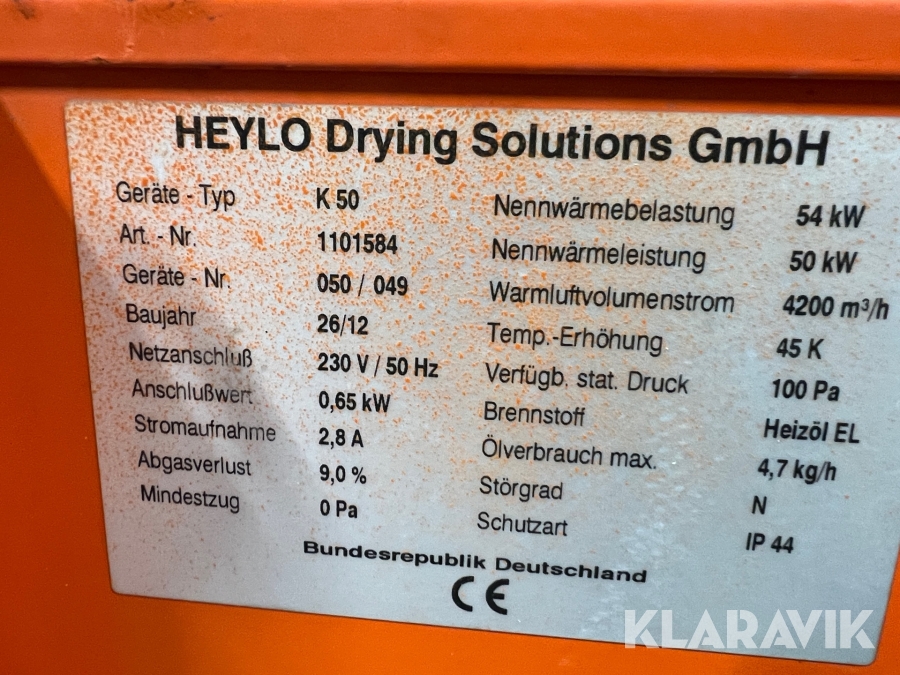 HEYLO Drying Solutions GmbH
Geräte - Typ K 50
Art. - Nr. 1101584
Geräte - Nr. 050 / 049
Baujahr 26/12
Netzanschluß 230 V / 50 Hz
Anschlußwert 0,65 kW
Stromaufnahme 2,8 A
Abgasverlust 9,0 %
Mindestzug 0 Pa
Nennwärmebelastung 54 kW
Nennwärmeleistung 50 kW
Warmluftvolumenstrom 4200 m³/h
Temp.-Erhöhung 45 K
Verfügb. stat. Druck 100 Pa
Brennstoff Heizöl EL
Ölverbrauch max. 4,7 kg/h
Störgrad N
Schutzart IP 44
Bundesrepublik Deutschland
CE
KLARAVIK